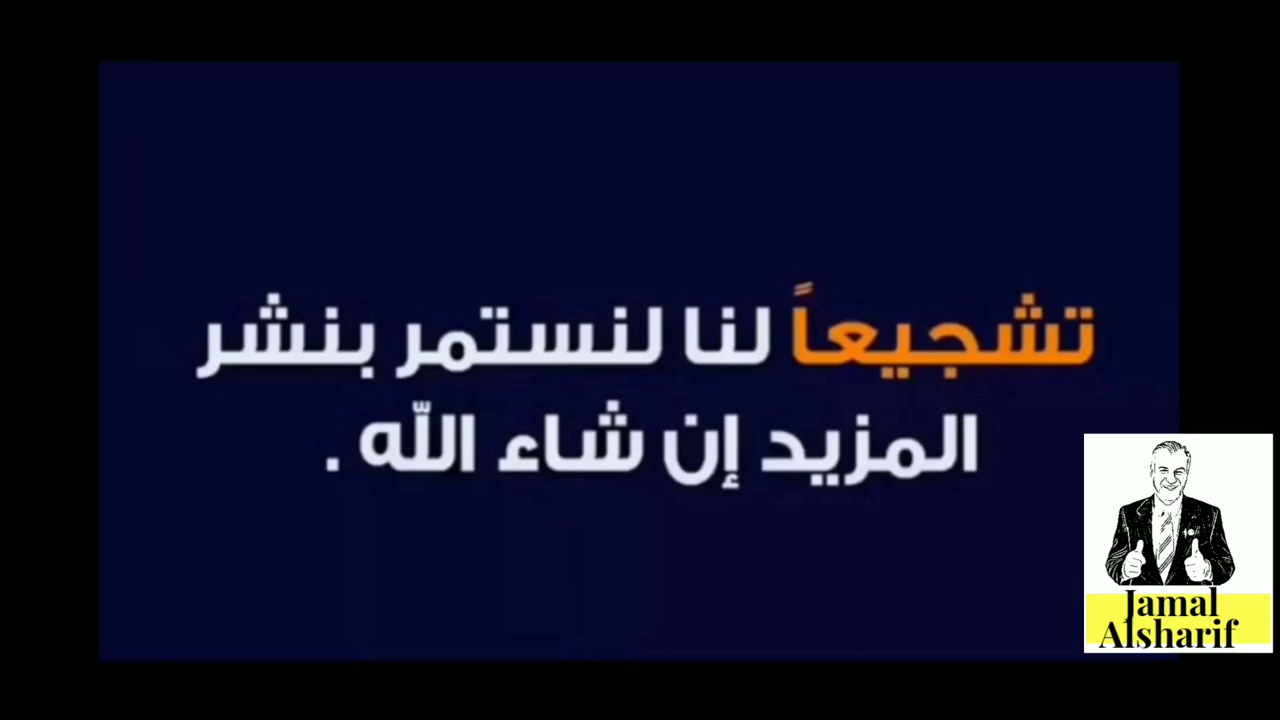 تشجيعاً لنا لنستمر بنشر
المزيد إن شاء الله .
Jamal
Alsharif